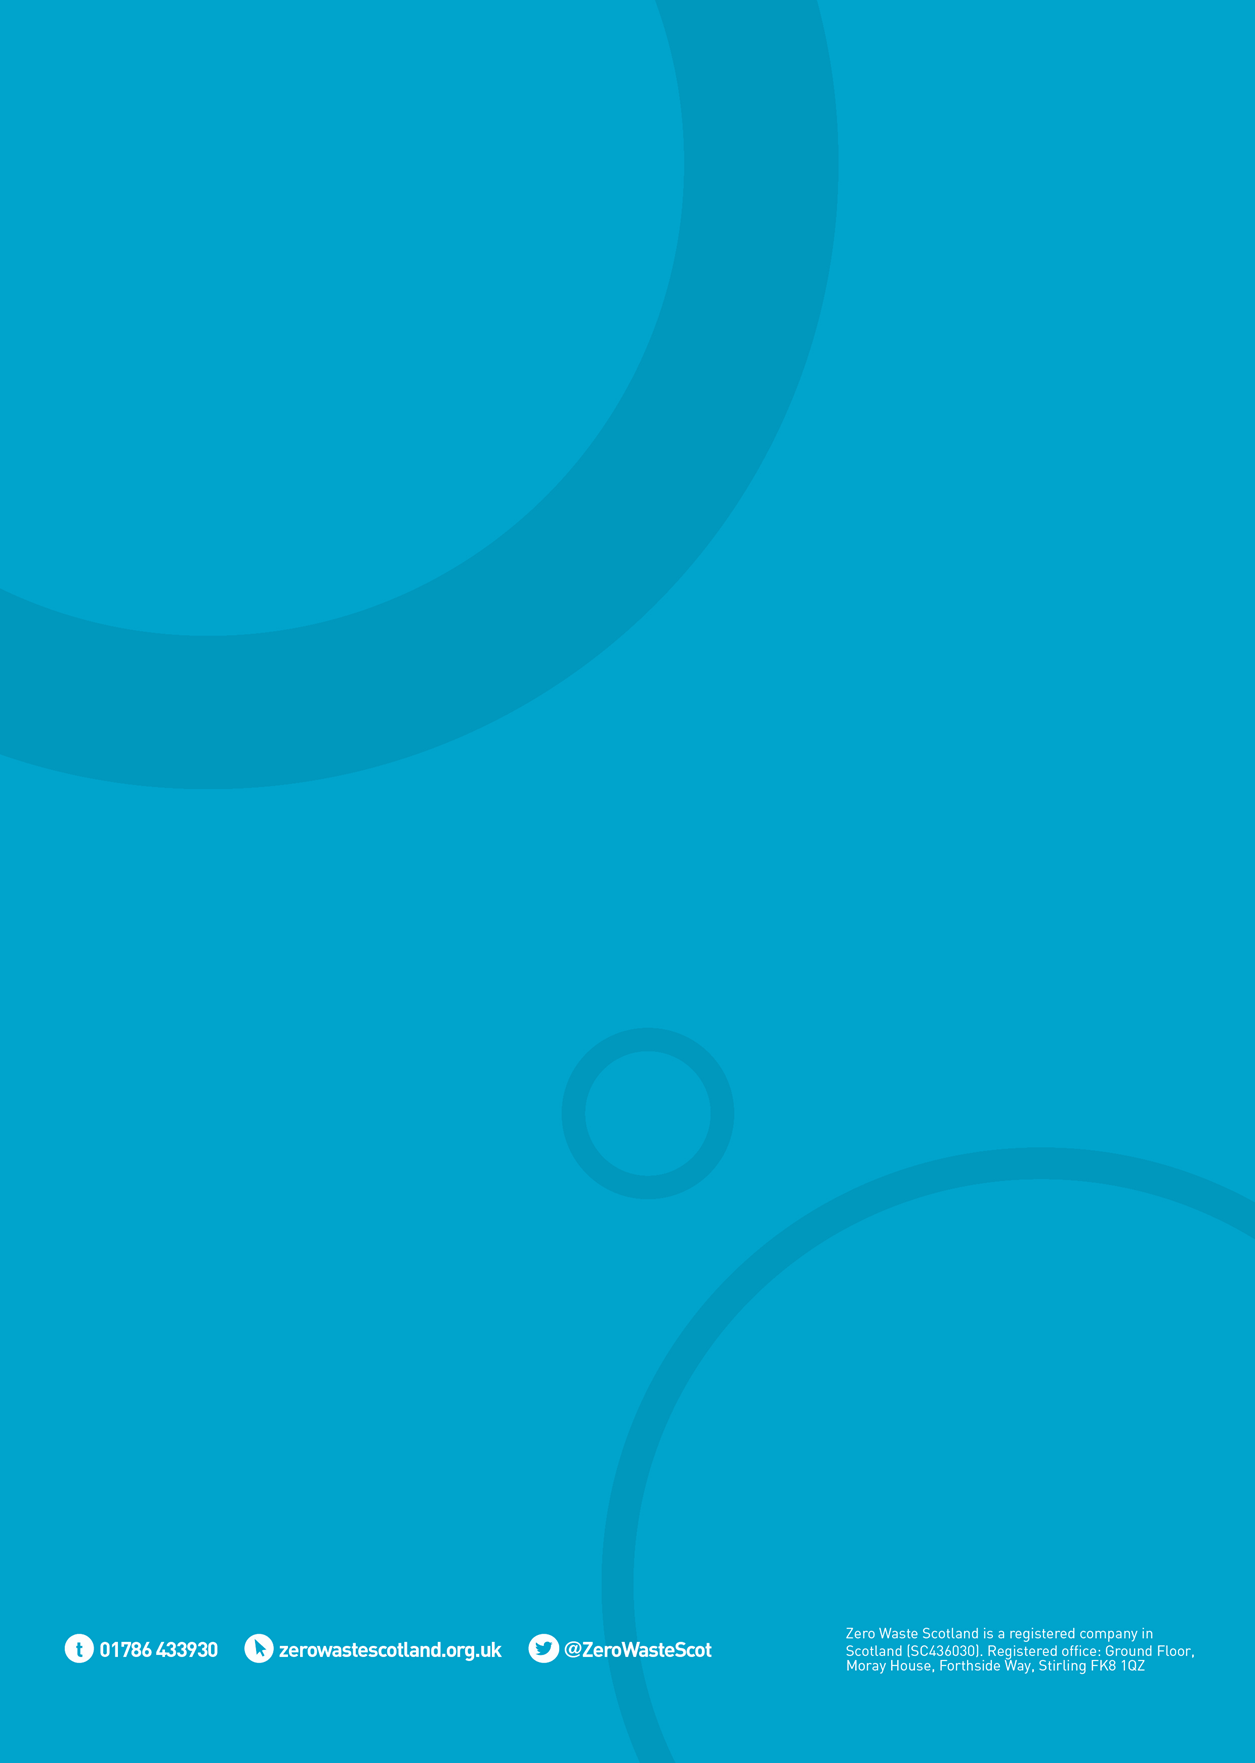 t 01786 433930 zerowastescotland.org.uk @ZeroWasteScot
Zero Waste Scotland is a registered company in
Scotland (SC436030). Registered office: Ground Floor,
Moray House, Forthside Way, Stirling FK8 1QZ